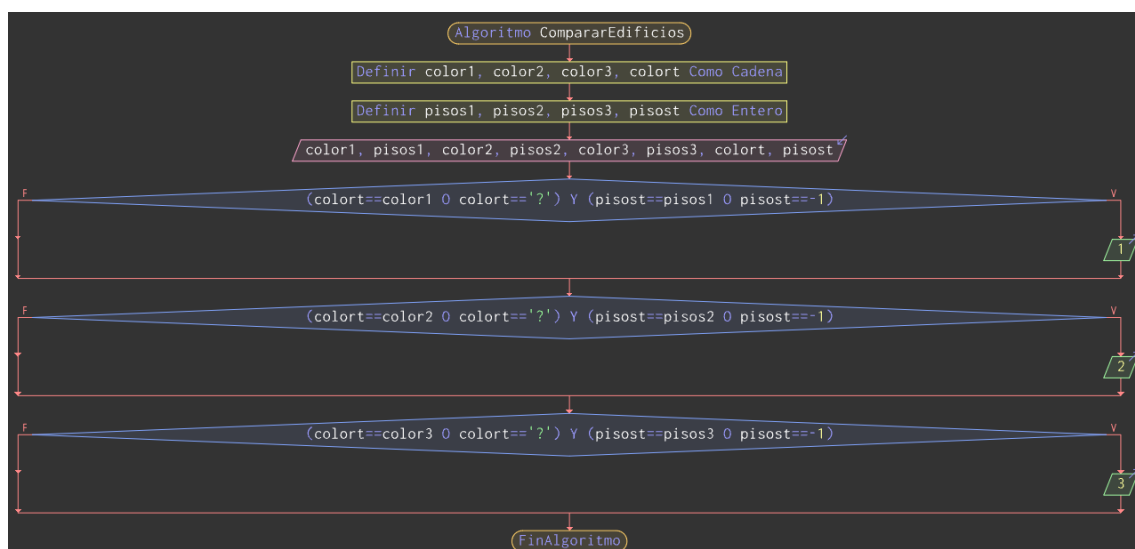 Algoritmo CompararEdificios
Definir color1, color2, color3, colort Como Cadena
Definir pisos1, pisos2, pisos3, pisost Como Entero
color1, pisos1, color2, pisos2, color3, pisos3, colort, pisost
F
V
(colort==color1 O colort=='?') Y (pisost==pisos1 O pisost==-1)
1
F
V
(colort==color2 O colort=='?') Y (pisost==pisos2 O pisost==-1)
2
F
V
(colort==color3 O colort=='?') Y (pisost==pisos3 O pisost==-1)
3
FinAlgoritmo